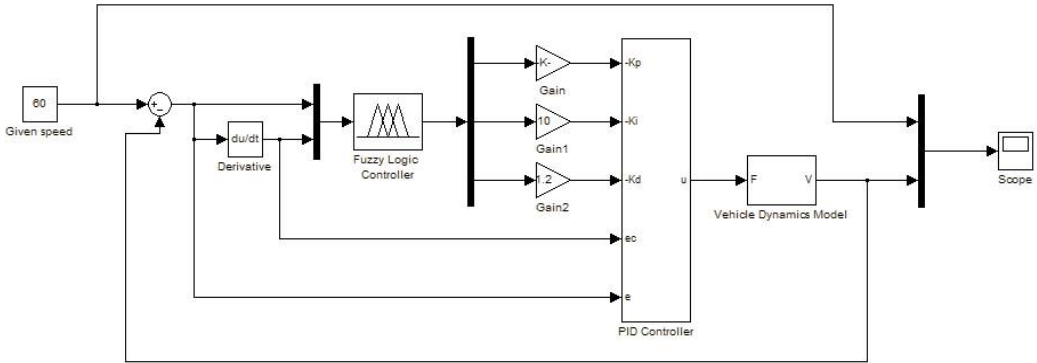 60
Given speed
+
-
du/dt
Derivative
Fuzzy Logic
Controller
-K-
Gain
10
Gain1
1.2
Gain2
-Kp
-Ki
-Kd
ec
e
u
PID Controller
F
V
Vehicle Dynamics Model
Scope